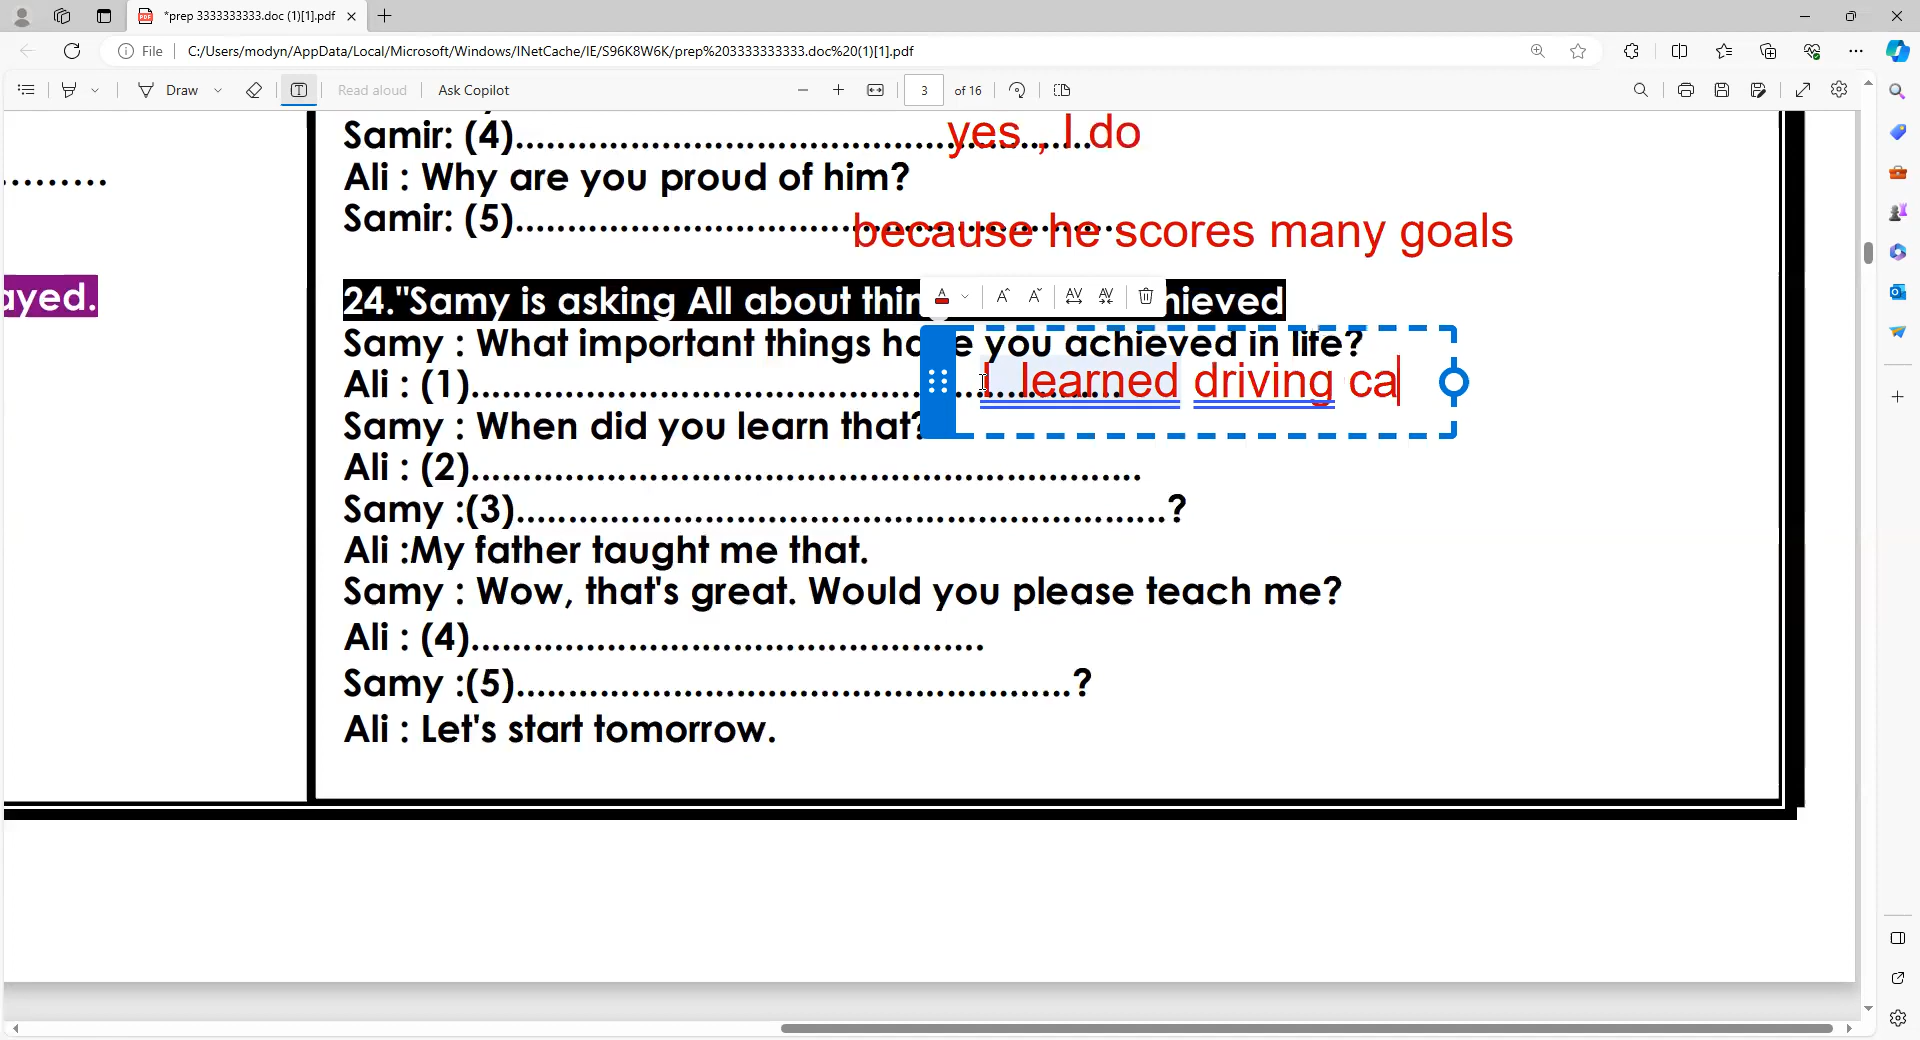 *prep 3333333333.doc (1)[1].pdf
File
C:/Users/modyn/AppData/Local/Microsoft/Windows/INetCache/IE/S96K8W6K/prep%203333333333.doc%20(1)[1].pdf
Draw
Read aloud
Ask Copilot
3
of 16
Samir: (4)......................................................
yes , I do
Ali : Why are you proud of him?
Samir: (5)..........................................................
because he scores many goals
ayed.
24."Samy is asking All about thin hieved
Samy : What important things ha e you achieved in life?
Ali : (1)..............................................................
I learned driving ca
Samy : When did you learn that?
Ali : (2)................................................................
Samy :(3)..............................................................?
Ali :My father taught me that.
Samy : Wow, that's great. Would you please teach me?
Ali : (4).................................................
Samy :(5).....................................................?
Ali : Let's start tomorrow.